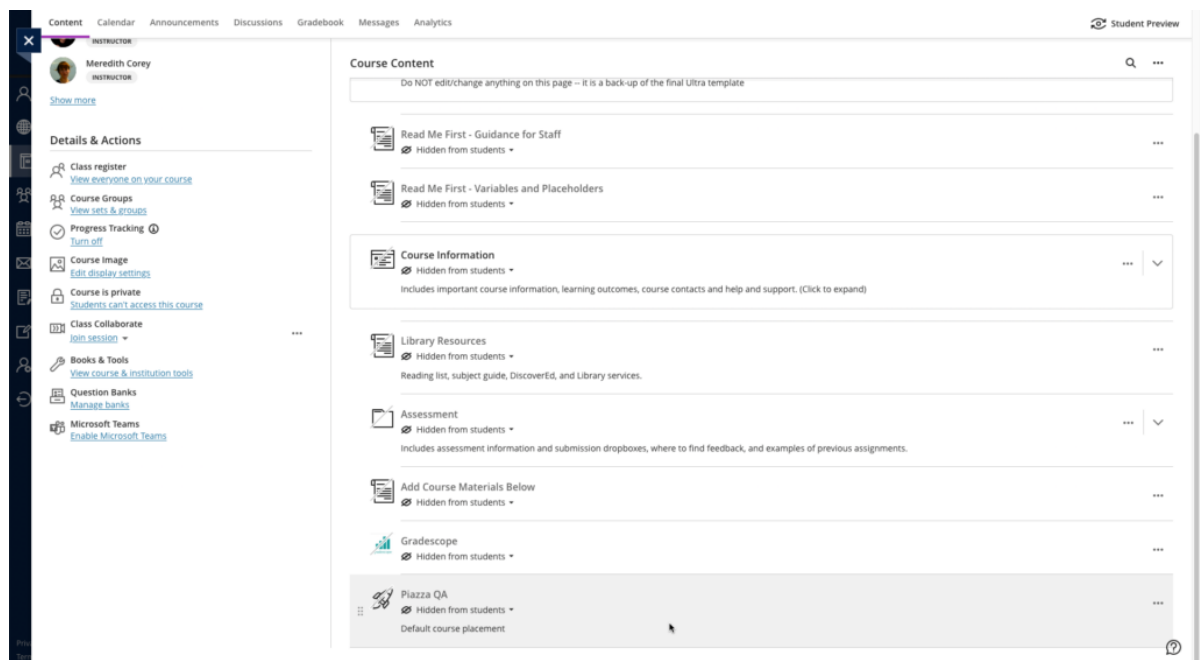 Content Calendar Announcements Discussions Gradebook Messages Analytics
Student Preview
INSTRUCTOR
Meredith Corey
INSTRUCTOR
Show more
Details & Actions
Class register
View everyone on your course
Course Groups
View sets & groups
Progress Tracking
Turn off
Course Image
Edit display settings
Course is private
Students can't access this course
Class Collaborate
Join session
Books & Tools
View course & institution tools
Question Banks
Manage banks
Microsoft Teams
Enable Microsoft Teams
Course Content
Do NOT edit/change anything on this page -- it is a back-up of the final Ultra template
Read Me First - Guidance for Staff
Hidden from students
Read Me First - Variables and Placeholders
Hidden from students
Course Information
Hidden from students
Includes important course information, learning outcomes, course contacts and help and support. (Click to expand)
Library Resources
Hidden from students
Reading list, subject guide, DiscoverEd, and Library services.
Assessment
Hidden from students
Includes assessment information and submission dropboxes, where to find feedback, and examples of previous assignments.
Add Course Materials Below
Hidden from students
Gradescope
Hidden from students
Piazza QA
Hidden from students
Default course placement